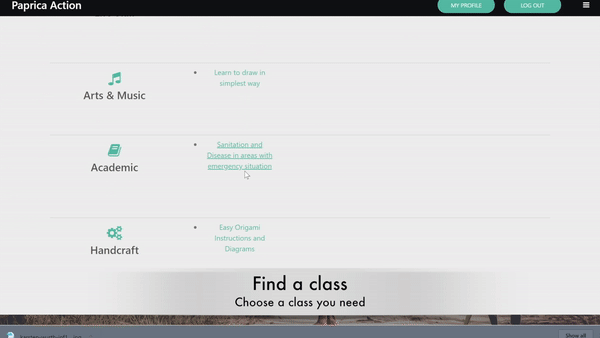 Paprica Action
MY PROFILE
LOG OUT
Arts & Music
Learn to draw in
simplest way
Academic
Sanitation and
Disease in areas with
emergency situation
Handcraft
Easy Origami
Instructions and
Diagrams
Find a class
Choose a class you need
Show all